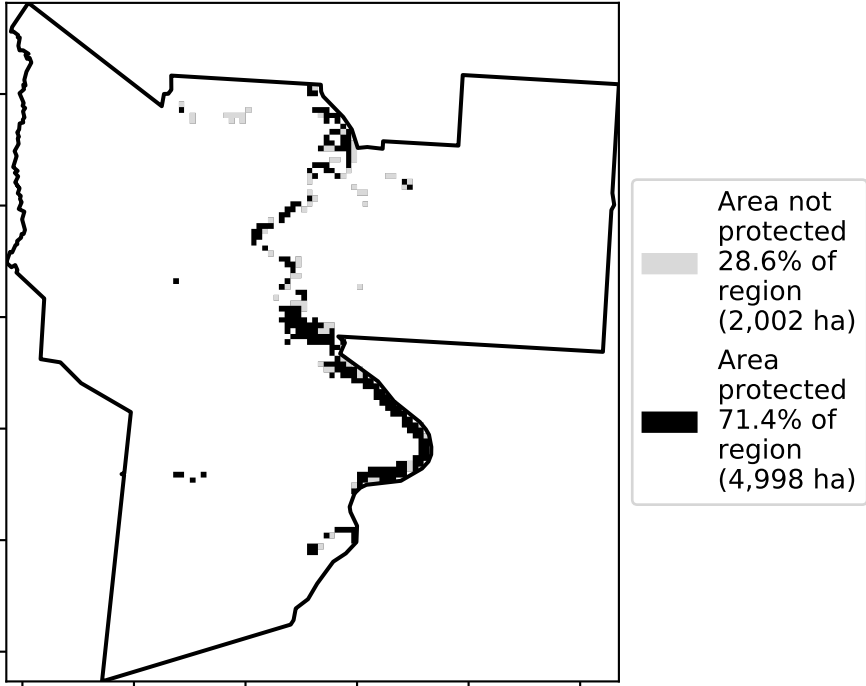 Area not
protected
28.6% of
region
(2,002 ha)
Area
protected
71.4% of
region
(4,998 ha)